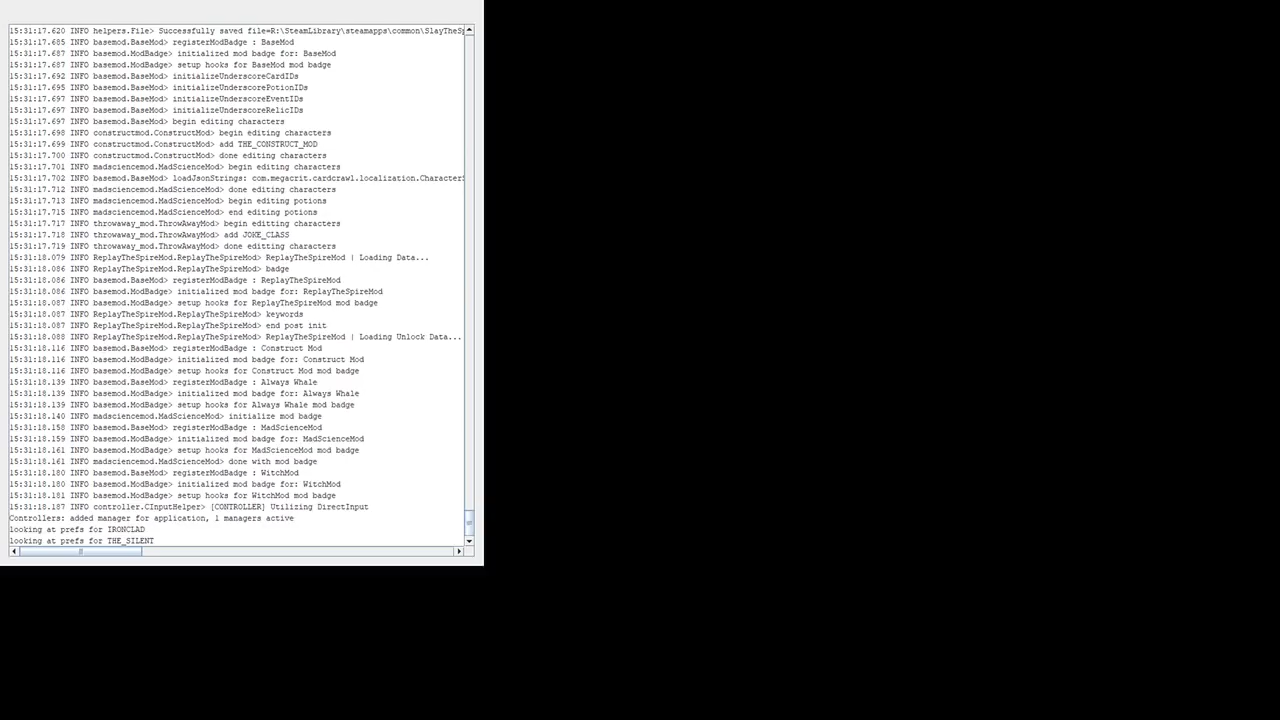 15:31:17.620 INFO helpers.File> Successfully saved file=R:\SteamLibrary\steamapps\common\SlayTheSp
15:31:17.685 INFO basemod.BaseMod> registerModBadge : BaseMod
15:31:17.687 INFO basemod.ModBadge> initialized mod badge for: BaseMod
15:31:17.687 INFO basemod.ModBadge> setup hooks for BaseMod mod badge
15:31:17.692 INFO basemod.BaseMod> initializeUnderscoreCardIDs
15:31:17.695 INFO basemod.BaseMod> initializeUnderscorePotionIDs
15:31:17.697 INFO basemod.BaseMod> initializeUnderscoreEventIDs
15:31:17.697 INFO basemod.BaseMod> initializeUnderscoreRelicIDs
15:31:17.697 INFO basemod.BaseMod> begin editing characters
15:31:17.698 INFO constructmod.ConstructMod> begin editing characters
15:31:17.699 INFO constructmod.ConstructMod> add THE_CONSTRUCT_MOD
15:31:17.700 INFO constructmod.ConstructMod> done editing characters
15:31:17.701 INFO madsciencemod.MadScienceMod> begin editing characters
15:31:17.702 INFO basemod.BaseMod> loadJsonStrings: com.megacrit.cardcrawl.localization.CharacterS
15:31:17.712 INFO madsciencemod.MadScienceMod> done editing characters
15:31:17.713 INFO madsciencemod.MadScienceMod> begin editing potions
15:31:17.715 INFO madsciencemod.MadScienceMod> end editing potions
15:31:17.717 INFO throwaway_mod.ThrowAwayMod> begin editting characters
15:31:17.718 INFO throwaway_mod.ThrowAwayMod> add JOKE_CLASS
15:31:17.719 INFO throwaway_mod.ThrowAwayMod> done editting characters
15:31:18.079 INFO ReplayTheSpireMod.ReplayTheSpireMod> ReplayTheSpireMod | Loading Data...
15:31:18.086 INFO ReplayTheSpireMod.ReplayTheSpireMod> badge
15:31:18.086 INFO basemod.BaseMod> registerModBadge : ReplayTheSpireMod
15:31:18.086 INFO basemod.ModBadge> initialized mod badge for: ReplayTheSpireMod
15:31:18.087 INFO basemod.ModBadge> setup hooks for ReplayTheSpireMod mod badge
15:31:18.087 INFO ReplayTheSpireMod.ReplayTheSpireMod> keywords
15:31:18.087 INFO ReplayTheSpireMod.ReplayTheSpireMod> end post init
15:31:18.088 INFO ReplayTheSpireMod.ReplayTheSpireMod> ReplayTheSpireMod | Loading Unlock Data...
15:31:18.116 INFO basemod.BaseMod> registerModBadge : Construct Mod
15:31:18.116 INFO basemod.ModBadge> initialized mod badge for: Construct Mod
15:31:18.116 INFO basemod.ModBadge> setup hooks for Construct Mod mod badge
15:31:18.139 INFO basemod.BaseMod> registerModBadge : Always Whale
15:31:18.139 INFO basemod.ModBadge> initialized mod badge for: Always Whale
15:31:18.139 INFO basemod.ModBadge> setup hooks for Always Whale mod badge
15:31:18.140 INFO madsciencemod.MadScienceMod> initialize mod badge
15:31:18.158 INFO basemod.BaseMod> registerModBadge : MadScienceMod
15:31:18.159 INFO basemod.ModBadge> initialized mod badge for: MadScienceMod
15:31:18.161 INFO basemod.ModBadge> setup hooks for MadScienceMod mod badge
15:31:18.161 INFO madsciencemod.MadScienceMod> done with mod badge
15:31:18.180 INFO basemod.BaseMod> registerModBadge : WitchMod
15:31:18.180 INFO basemod.ModBadge> initialized mod badge for: WitchMod
15:31:18.181 INFO basemod.ModBadge> setup hooks for WitchMod mod badge
15:31:18.187 INFO controller.CInputHelper> [CONTROLLER] Utilizing DirectInput
Controllers: added manager for application, 1 managers active
looking at prefs for IRONCLAD
looking at prefs for THE_SILENT